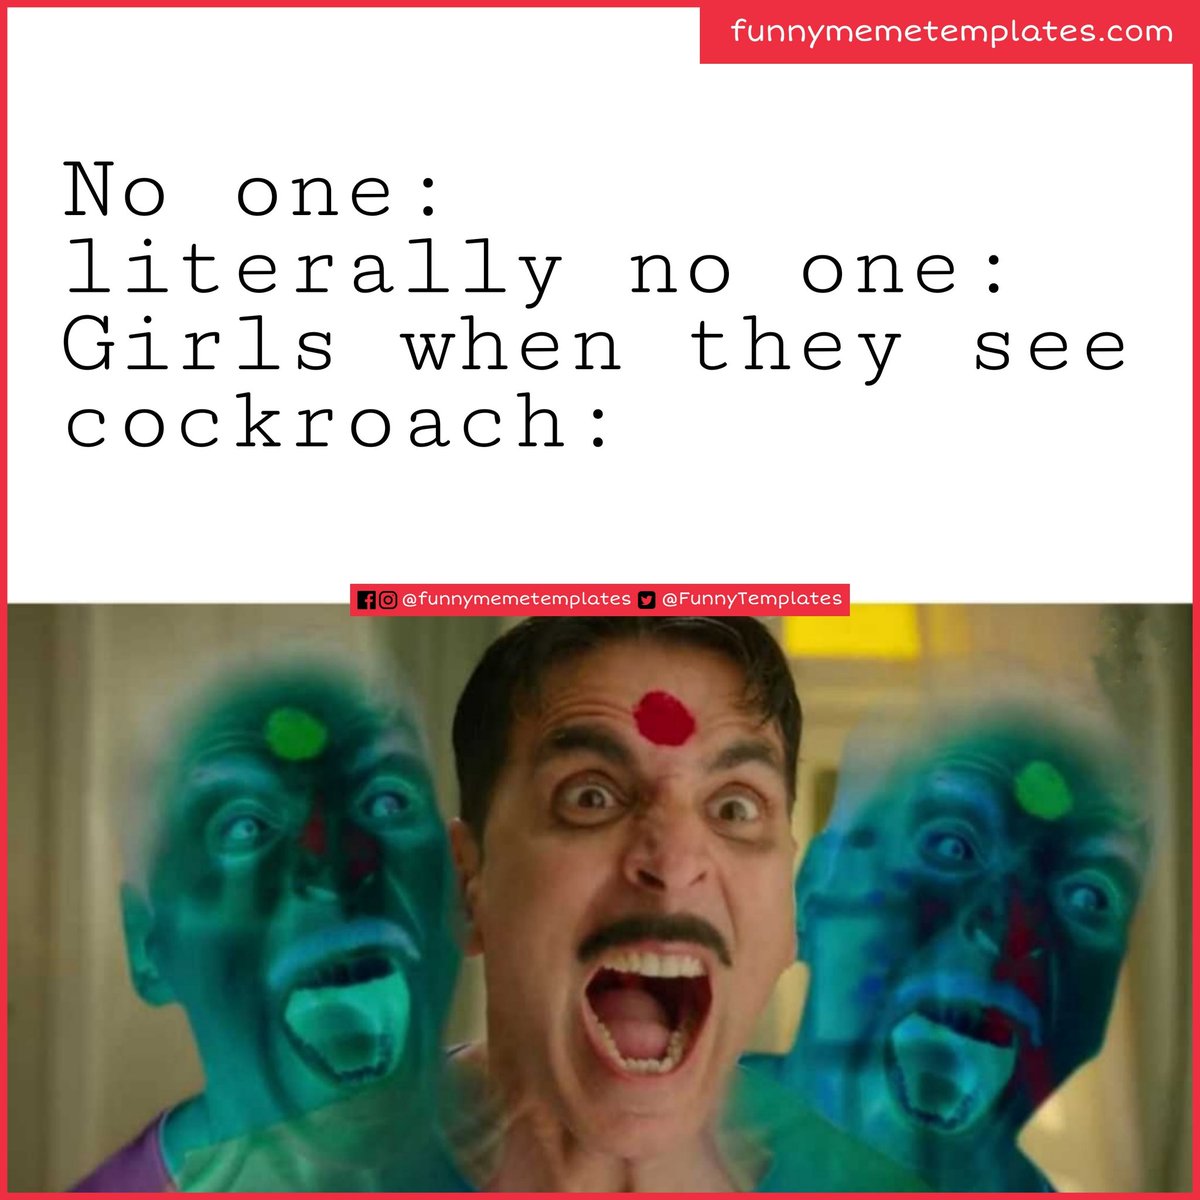 funnymemetemplates.com
No one:
literally no one:
Girls when they see
cockroach:
@funnymemetemplates @FunnyTemplates